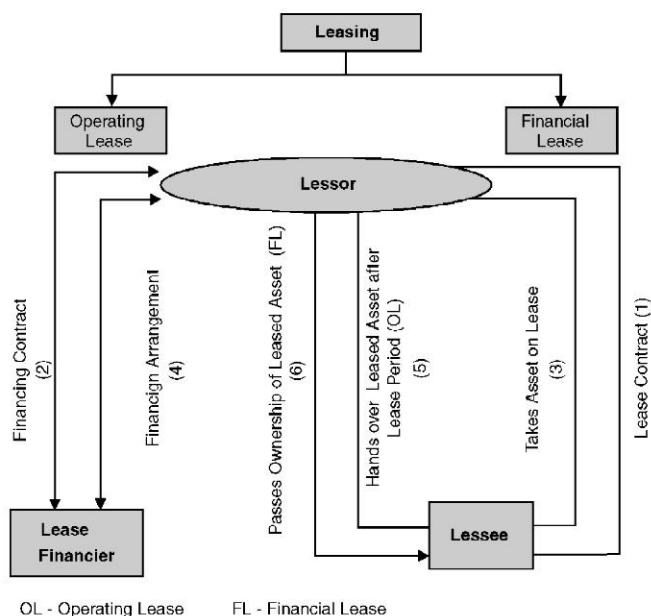 Leasing
Operating
Lease
Financial
Lease
Lessor
Financing Contract
(2)
Financign Arrangement
(4)
Passes Ownership of Leased Asset (FL)
(6)
Hands over Leased Asset after
Lease Period (OL)
(5)
Takes Asset on Lease
(3)
Lease Contract (1)
Lease
Financier
Lessee
OL - Operating Lease FL - Financial Lease